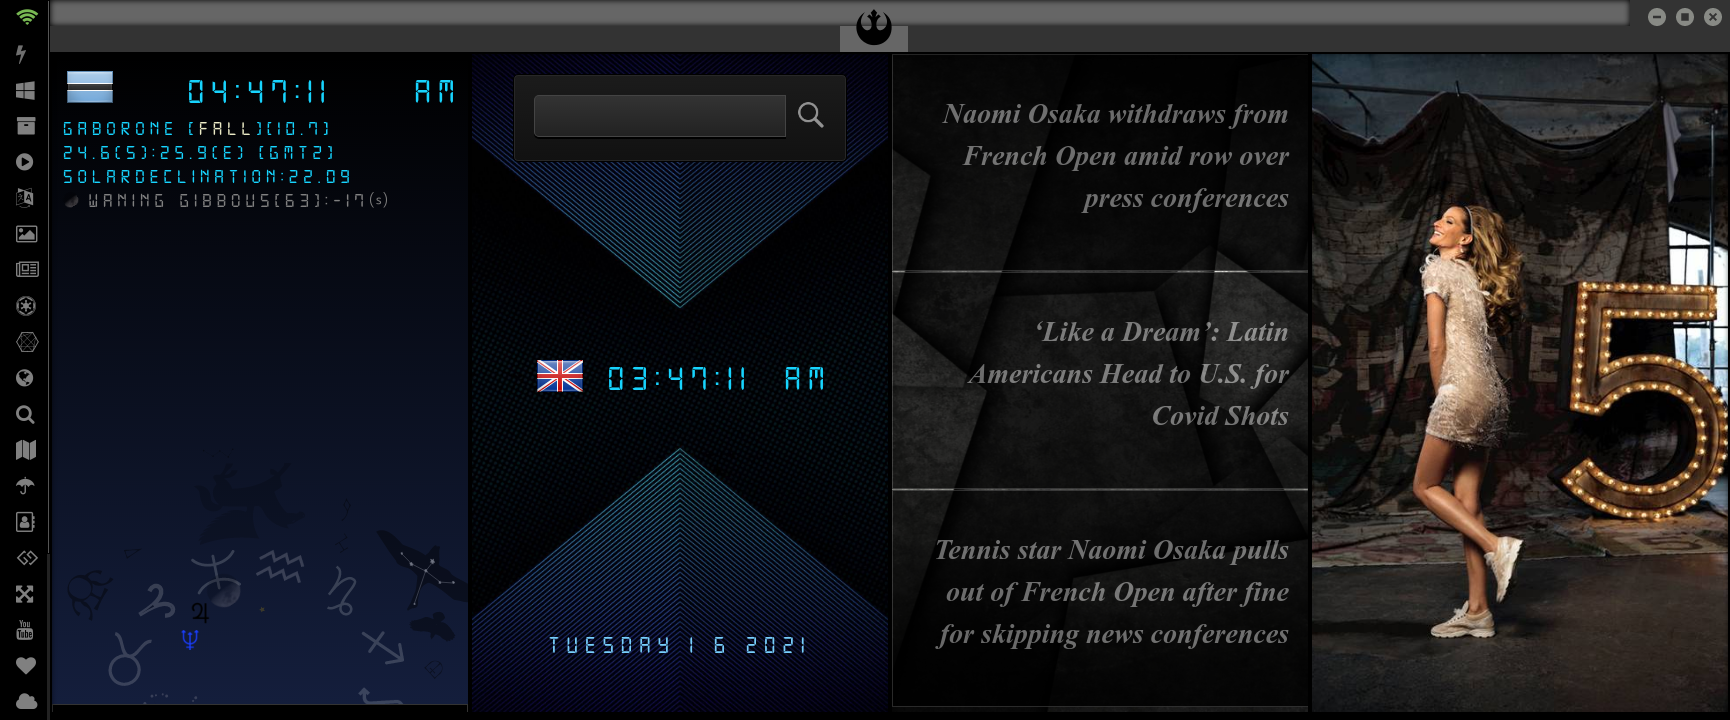 04:47:11 AM
GABORONE [FALL][10.7]
24.6(S):25.9(E) [GMT2]
SOLARDECLINATION:22.09
WANING GIBBOUS[63]:-17(s)
03:47:11 AM
TUESDAY 1 6 2021
Naomi Osaka withdraws from
French Open amid row over
press conferences
‘Like a Dream’: Latin
Americans Head to U.S. for
Covid Shots
Tennis star Naomi Osaka pulls
out of French Open after fine
for skipping news conferences
5
You
Tube